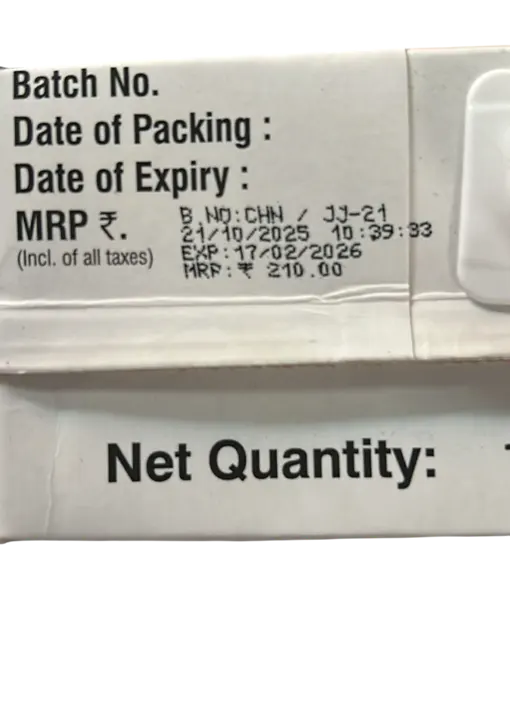 Batch No.
Date of Packing :
Date of Expiry :
MRP ₹.
(Incl. of all taxes)
B.NO:CHN / JJ-21
21/10/2025 10:39:33
EXP:17/02/2026
MRP:₹ 210.00
Net Quantity: